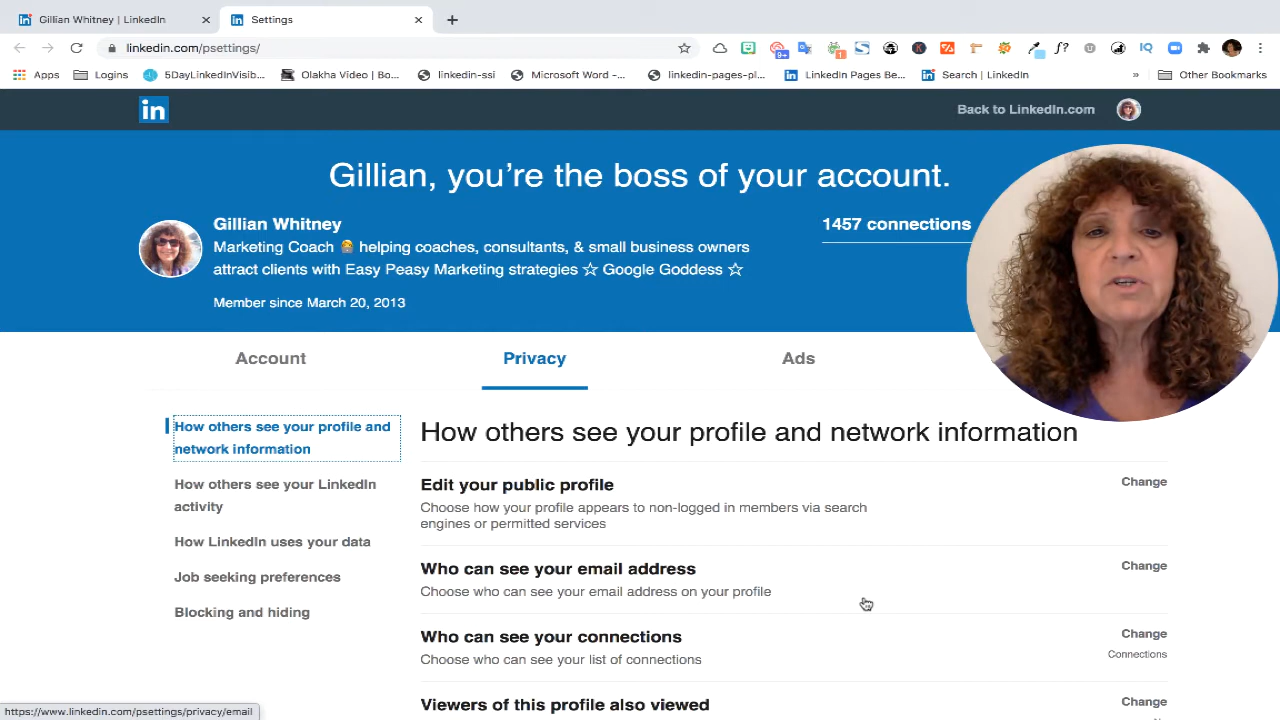 Gillian Whitney | LinkedIn
Settings
linkedin.com/psettings/
9+
1
f?
IQ
Apps
Logins
5DayLinkedInVisib...
Olakha Video | Bo...
linkedin-ssi
Microsoft Word –...
linkedin-pages-pl...
LinkedIn Pages Be...
Search | LinkedIn
»
Other Bookmarks
in
Back to LinkedIn.com
Gillian, you're the boss of your account.
Gillian Whitney
1457 connections
Marketing Coach 😭 helping coaches, consultants, & small business owners
attract clients with Easy Peasy Marketing strategies ☆ Google Goddess ☆
Member since March 20, 2013
Account
Privacy
Ads
How others see your profile and
network information
How others see your LinkedIn
activity
How LinkedIn uses your data
Job seeking preferences
Blocking and hiding
How others see your profile and network information
Edit your public profile
Change
Choose how your profile appears to non-logged in members via search
engines or permitted services
Who can see your email address
Change
Choose who can see your email address on your profile
Who can see your connections
Change
Choose who can see your list of connections
Connections
Viewers of this profile also viewed
Change
https://www.linkedin.com/psettings/privacy/email